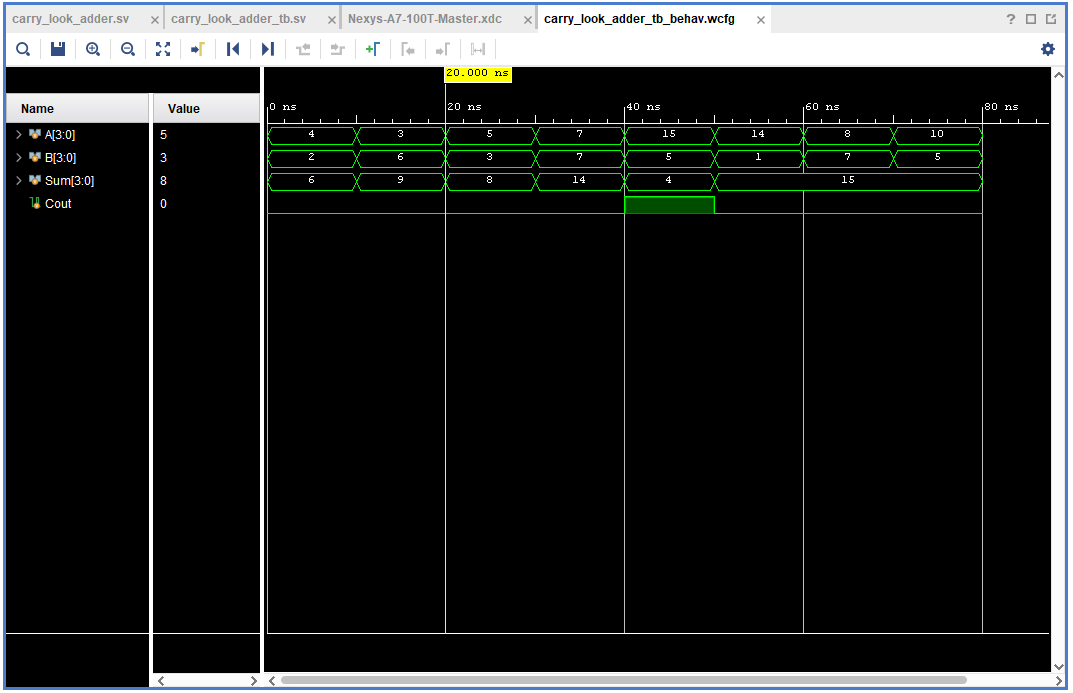 carry_look_adder.sv × carry_look_adder_tb.sv × Nexys-A7-100T-Master.xdc × carry_look_adder_tb_behav.wcfg × ?
20.000 ns
Name Value 0 ns 20 ns 40 ns 60 ns 80 ns
A[3:0] 5 4 3 5 7 15 14 8 10
B[3:0] 3 2 6 3 7 5 1 7 5
Sum[3:0] 8 6 9 8 14 4 15
Cout 0